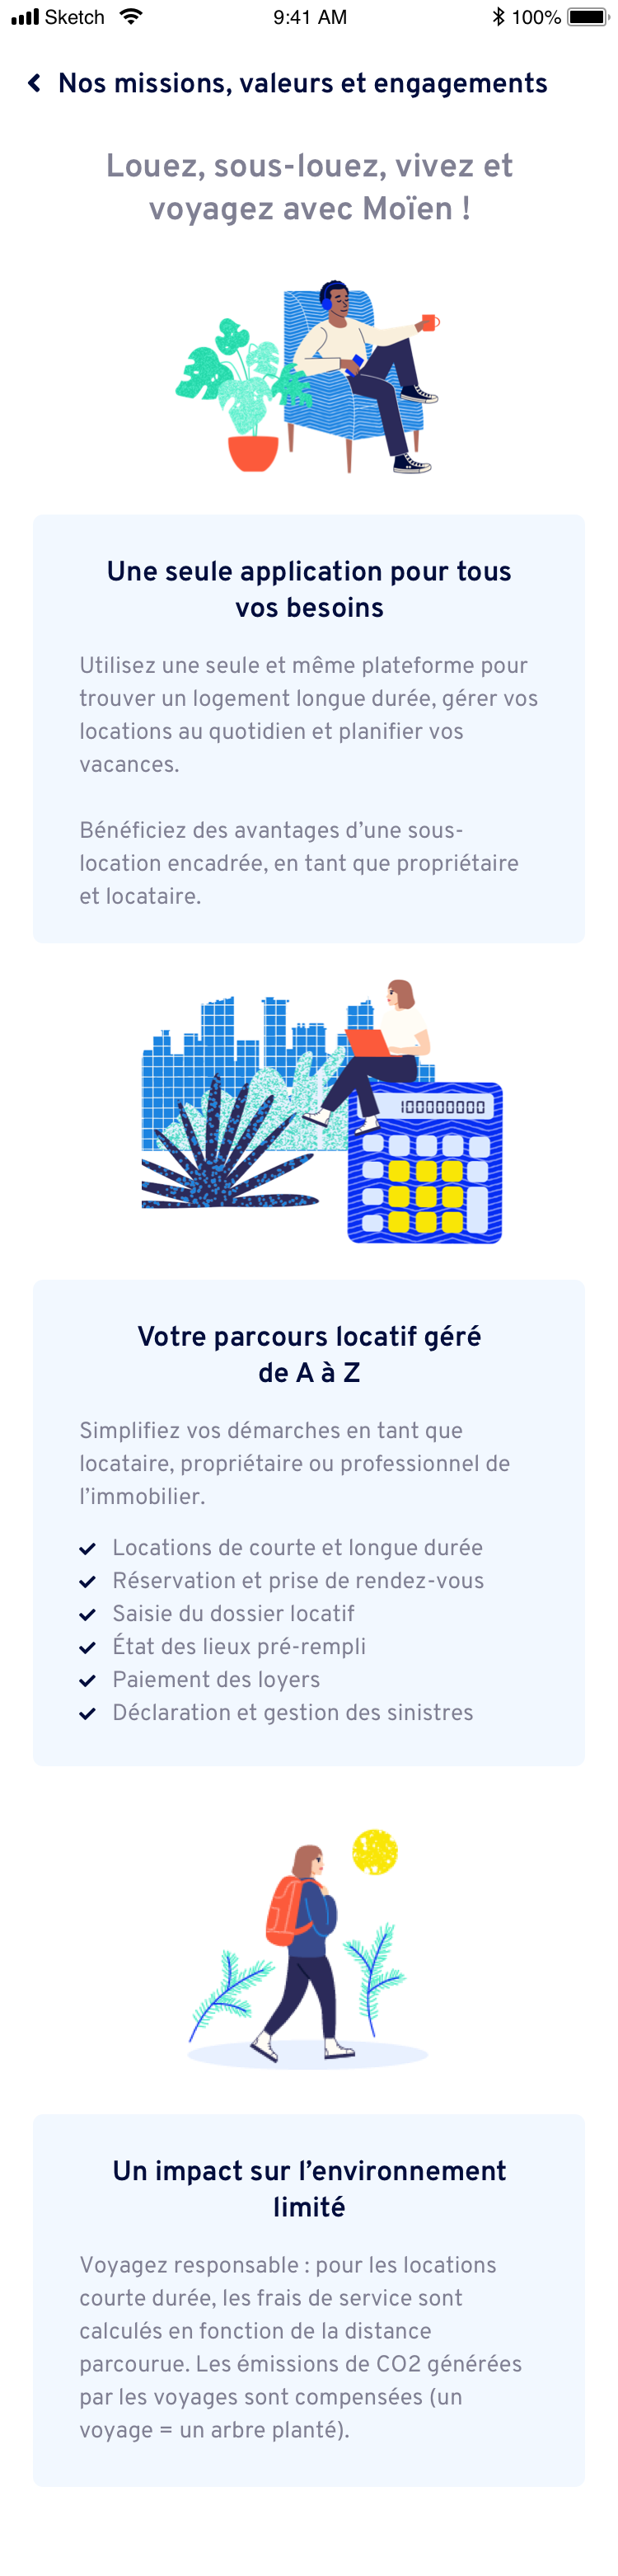 Sketch 9:41 AM 100%
Nos missions, valeurs et engagements
Louez, sous-louez, vivez et
voyagez avec Moïen !
Une seule application pour tous
vos besoins
Utilisez une seule et même plateforme pour
trouver un logement longue durée, gérer vos
locations au quotidien et planifier vos
vacances.
Bénéficiez des avantages d’une sous-
location encadrée, en tant que propriétaire
et locataire.
100000000
Votre parcours locatif géré
de A à Z
Simplifiez vos démarches en tant que
locataire, propriétaire ou professionnel de
l’immobilier.
Locations de courte et longue durée
Réservation et prise de rendez-vous
Saisie du dossier locatif
État des lieux pré-rempli
Paiement des loyers
Déclaration et gestion des sinistres
Un impact sur l’environnement
limité
Voyagez responsable : pour les locations
courte durée, les frais de service sont
calculés en fonction de la distance
parcourue. Les émissions de CO2 générées
par les voyages sont compensées (un
voyage = un arbre planté).